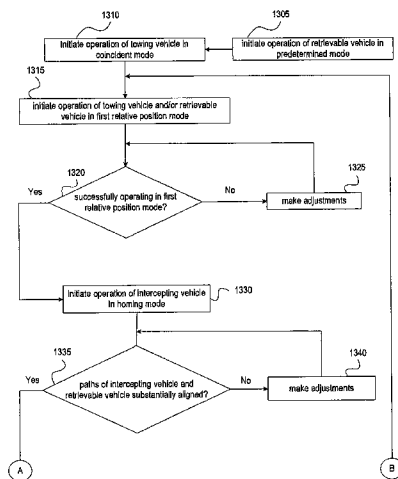 1310
1305
initiate operation of towing vehicle in
coincident mode
initiate operation of retrievable vehicle in
predetermined mode
1315
initiate operation of towing vehicle and/or retrievable
vehicle in first relative position mode
1320
1325
Yes
successfully operating in first
relative position mode?
No
make adjustments
1330
initiate operation of intercepting vehicle
in homing mode
1335
1340
Yes
paths of intercepting vehicle and
retrievable vehicle substantially aligned?
No
make adjustments
A
B